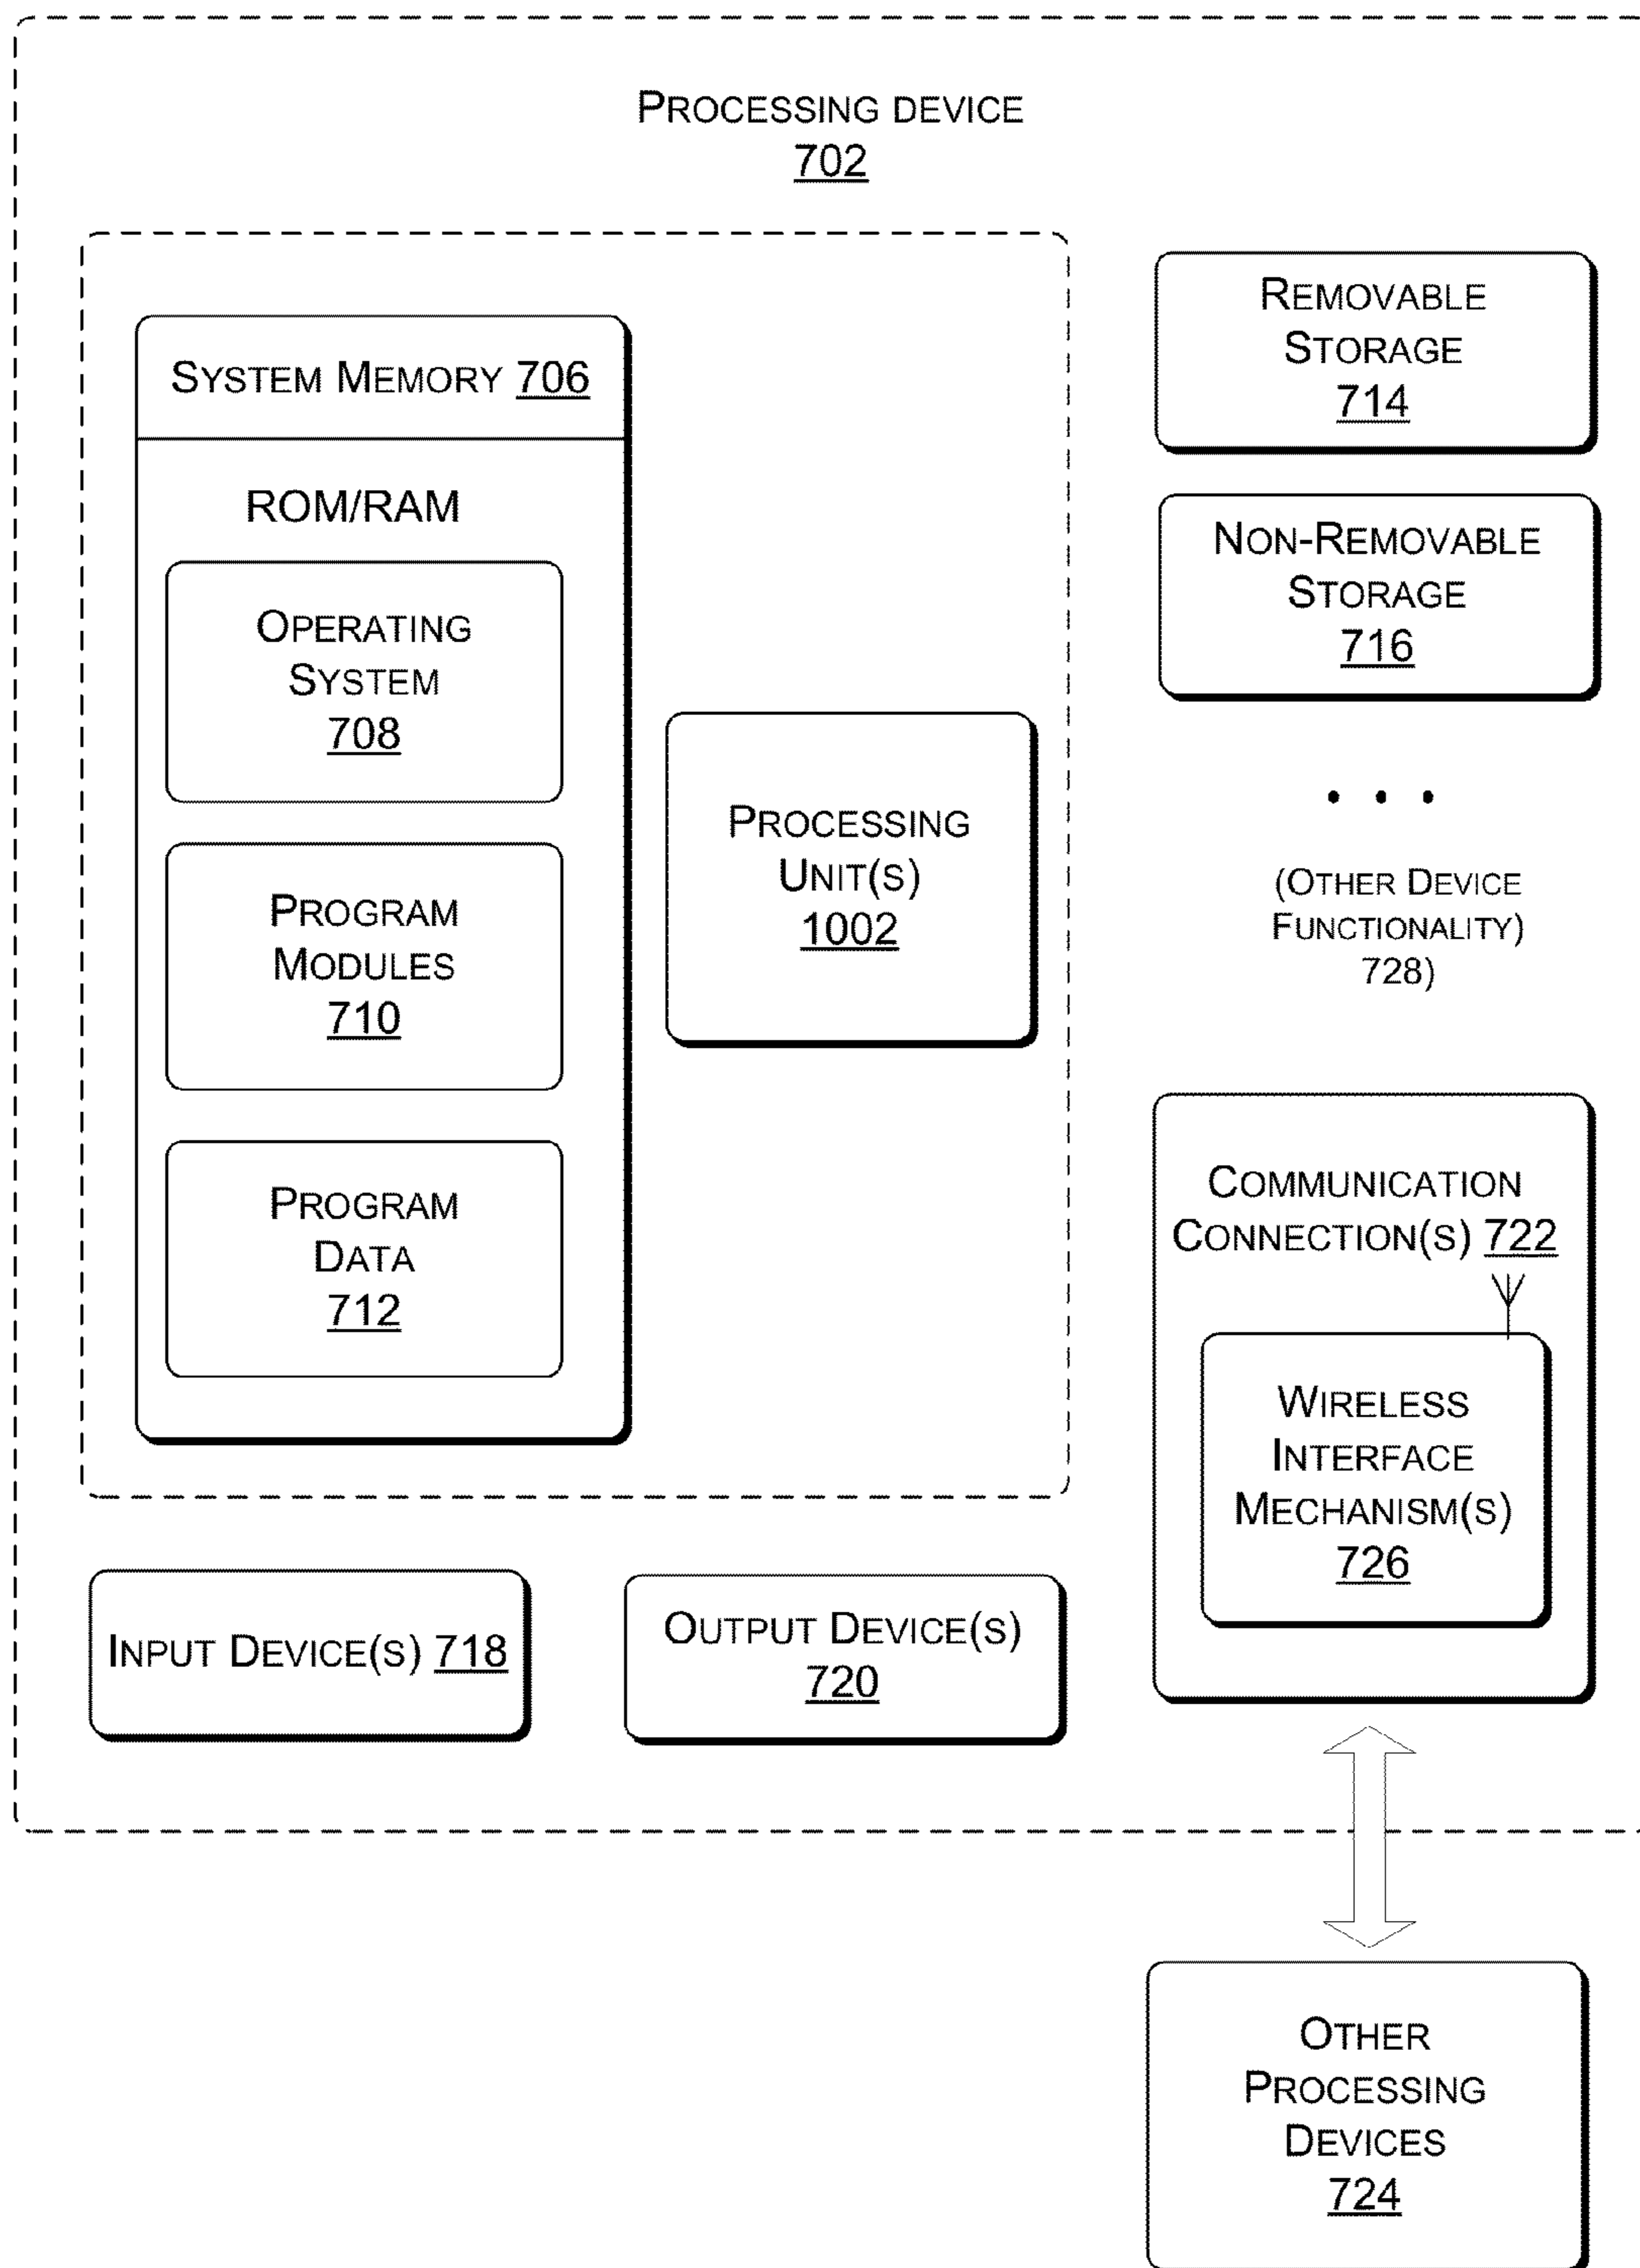 PROCESSING DEVICE
702
SYSTEM MEMORY 706
ROM/RAM
OPERATING
SYSTEM
708
PROGRAM
MODULES
710
PROGRAM
DATA
712
PROCESSING
UNIT(S)
1002
REMOVABLE
STORAGE
714
NON-REMOVABLE
STORAGE
716
• • •
(OTHER DEVICE
FUNCTIONALITY)
728)
COMMUNICATION
CONNECTION(S) 722
WIRELESS
INTERFACE
MECHANISM(S)
726
INPUT DEVICE(S) 718
OUTPUT DEVICE(S)
720
OTHER
PROCESSING
DEVICES
724